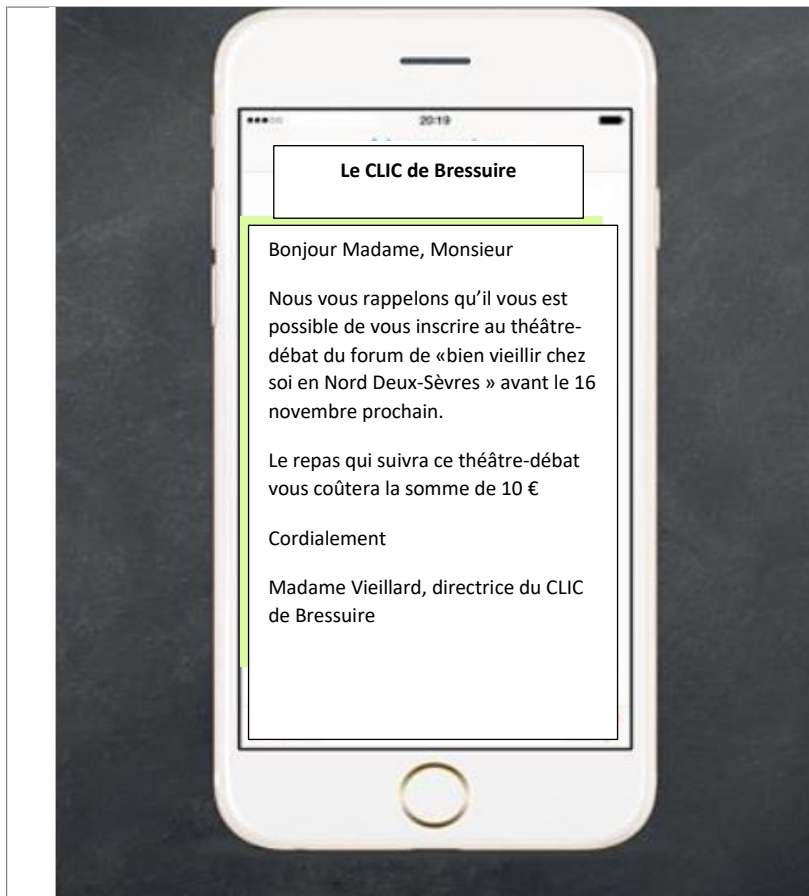 20:19
Le CLIC de Bressuire
Bonjour Madame, Monsieur
Nous vous rappelons qu’il vous est
possible de vous inscrire au théâtre-
débat du forum de «bien vieillir chez
soi en Nord Deux-Sèvres » avant le 16
novembre prochain.
Le repas qui suivra ce théâtre-débat
vous coûtera la somme de 10 €
Cordialement
Madame Vieillard, directrice du CLIC
de Bressuire